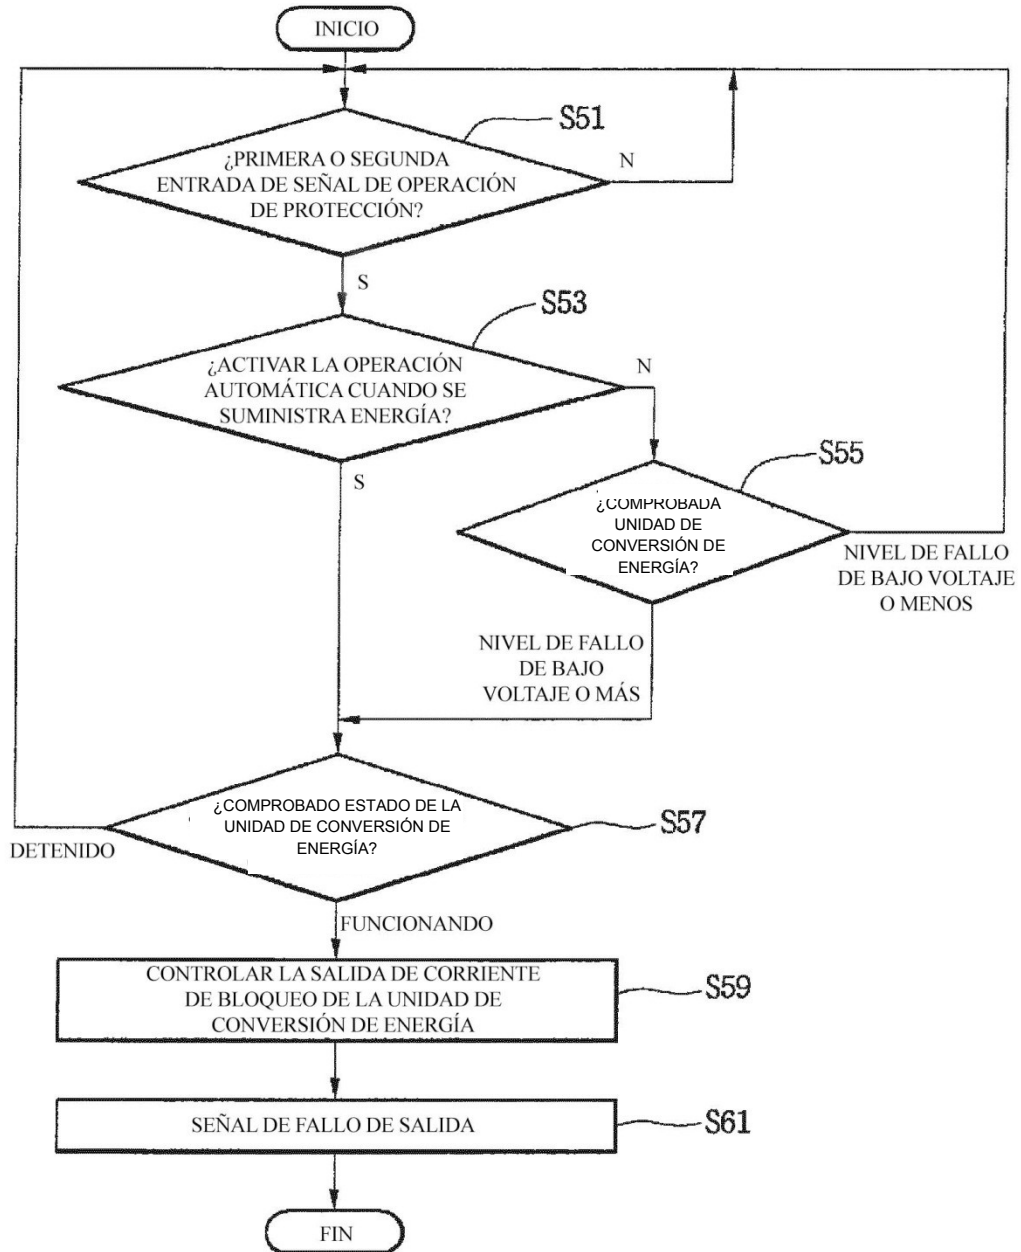 INICIO
S51
¿PRIMERA O SEGUNDA
ENTRADA DE SEÑAL DE OPERACIÓN
DE PROTECCIÓN?
N
S
S53
¿ACTIVAR LA OPERACIÓN
AUTOMÁTICA CUANDO SE
SUMINISTRA ENERGÍA?
N
S
S55
¿COMPROBADA
UNIDAD DE
CONVERSIÓN DE
ENERGÍA?
NIVEL DE FALLO
DE BAJO VOLTAJE
O MENOS
NIVEL DE FALLO
DE BAJO
VOLTAJE O MÁS
¿COMPROBADO ESTADO DE LA
UNIDAD DE CONVERSIÓN DE
ENERGÍA?
S57
DETENIDO
FUNCIONANDO
CONTROLAR LA SALIDA DE CORRIENTE
DE BLOQUEO DE LA UNIDAD DE
CONVERSIÓN DE ENERGÍA
S59
SEÑAL DE FALLO DE SALIDA
S61
FIN